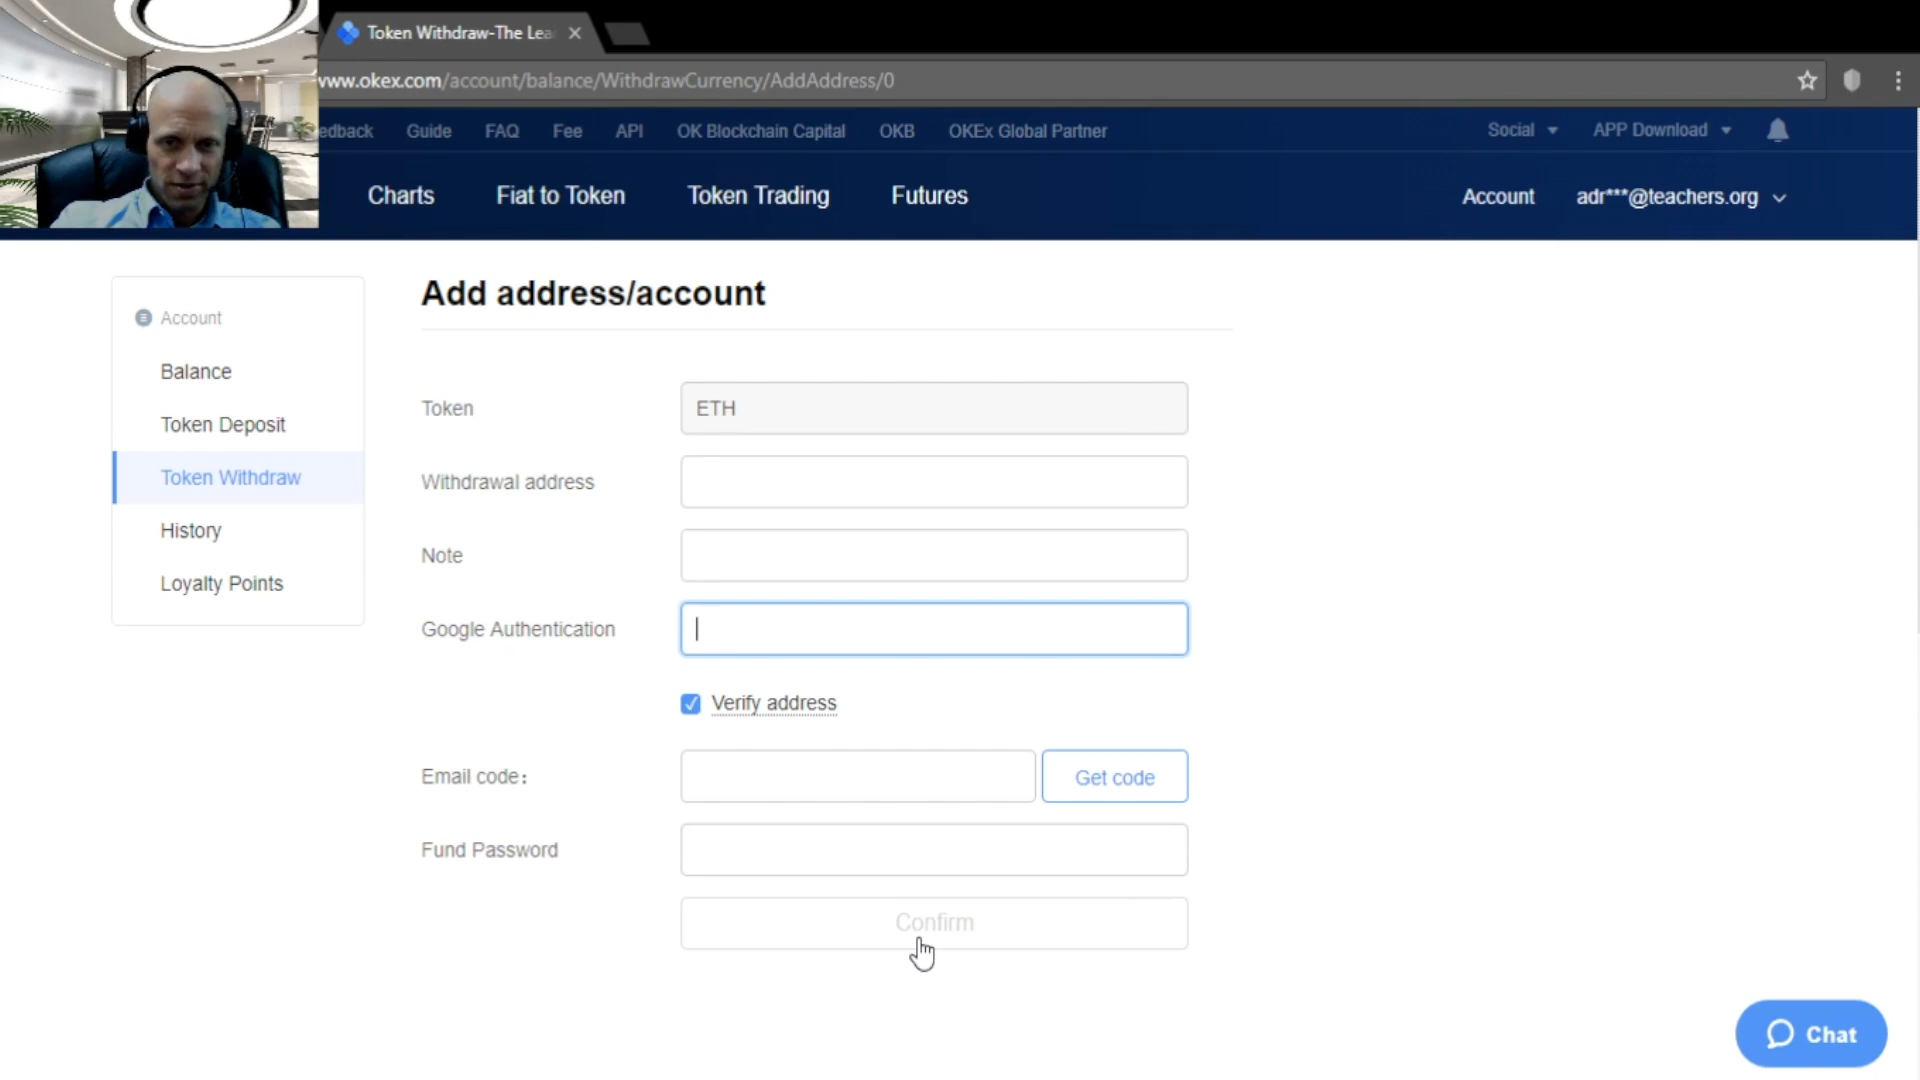 Token Withdraw-The Lea
www.okex.com/account/balance/WithdrawCurrency/AddAddress/0
edback Guide FAQ Fee API OK Blockchain Capital OKB OKEx Global Partner Social APP Download
Charts Fiat to Token Token Trading Futures Account adr***@teachers.org
Account
Balance
Token Deposit
Token Withdraw
History
Loyalty Points
Add address/account
Token ETH
Withdrawal address
Note
Google Authentication
Verify address
Email code: Get code
Fund Password
Confirm
Chat